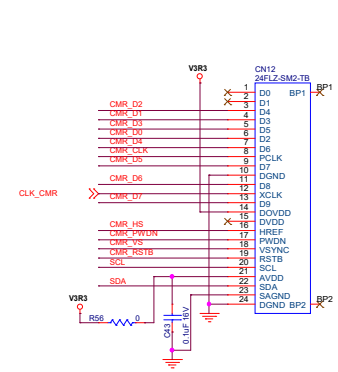 CN12
24FLZ-SM2-TB
V3R3
1 D0 BP1 BP1
2 D1
CMR_D2 3 D4
CMR_D1 4 D3
CMR_D3 5 D5
CMR_D0 6 D2
CMR_D4 7 D6
CMR_CLK 8 PCLK
CMR_D5 9 D7
10 DGND
CMR_D6 11 D8
CLK_CMR 12 XCLK
CMR_D7 13 D9
14 DOVDD
15 DVDD
CMR_HS 16 HREF
CMR_PWDN 17 PWDN
CMR_VS 18 VSYNC
CMR_RSTB 19 RSTB
SCL 20 SCL
21 AVDD
SDA 22 SDA
23 SAGND
24 DGND BP2 BP2
V3R3
R56 0
C43
0.1uF 16V